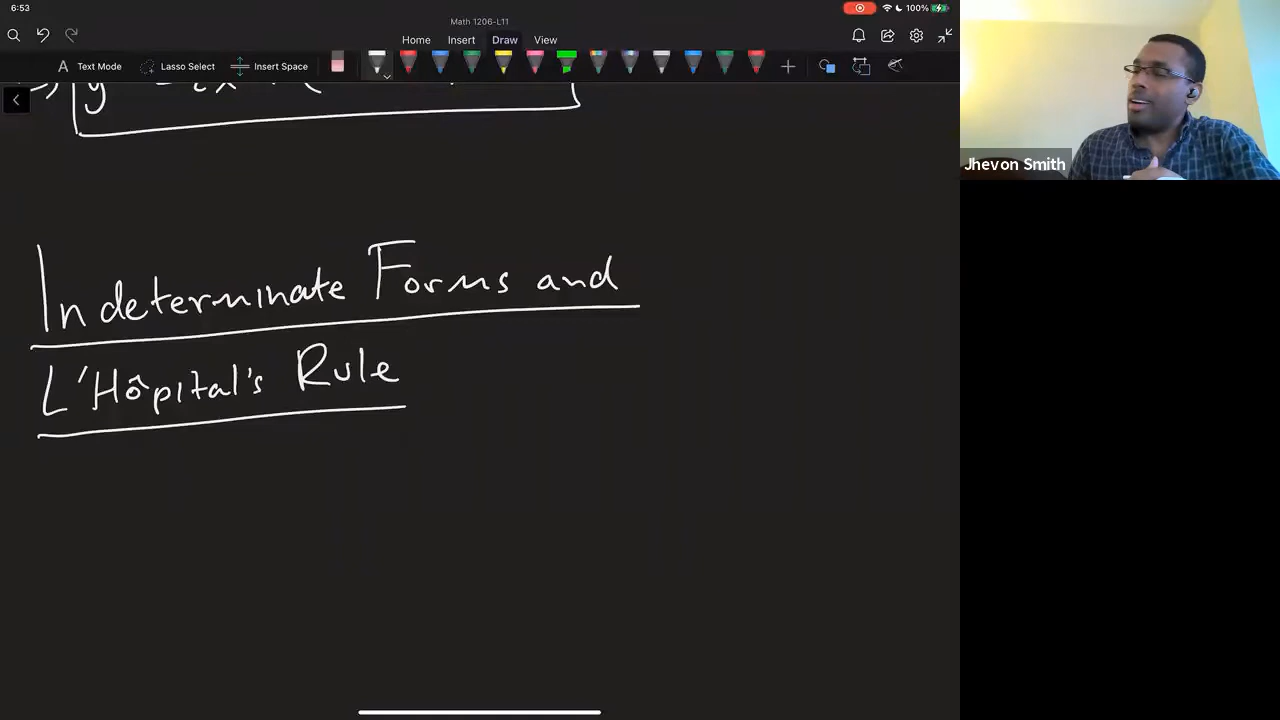 6:53
100%
Math 1206-L11
Home Insert Draw View
Text Mode Lasso Select Insert Space
Jhevon Smith
Indeterminate Forms and
L'Hôpital's Rule